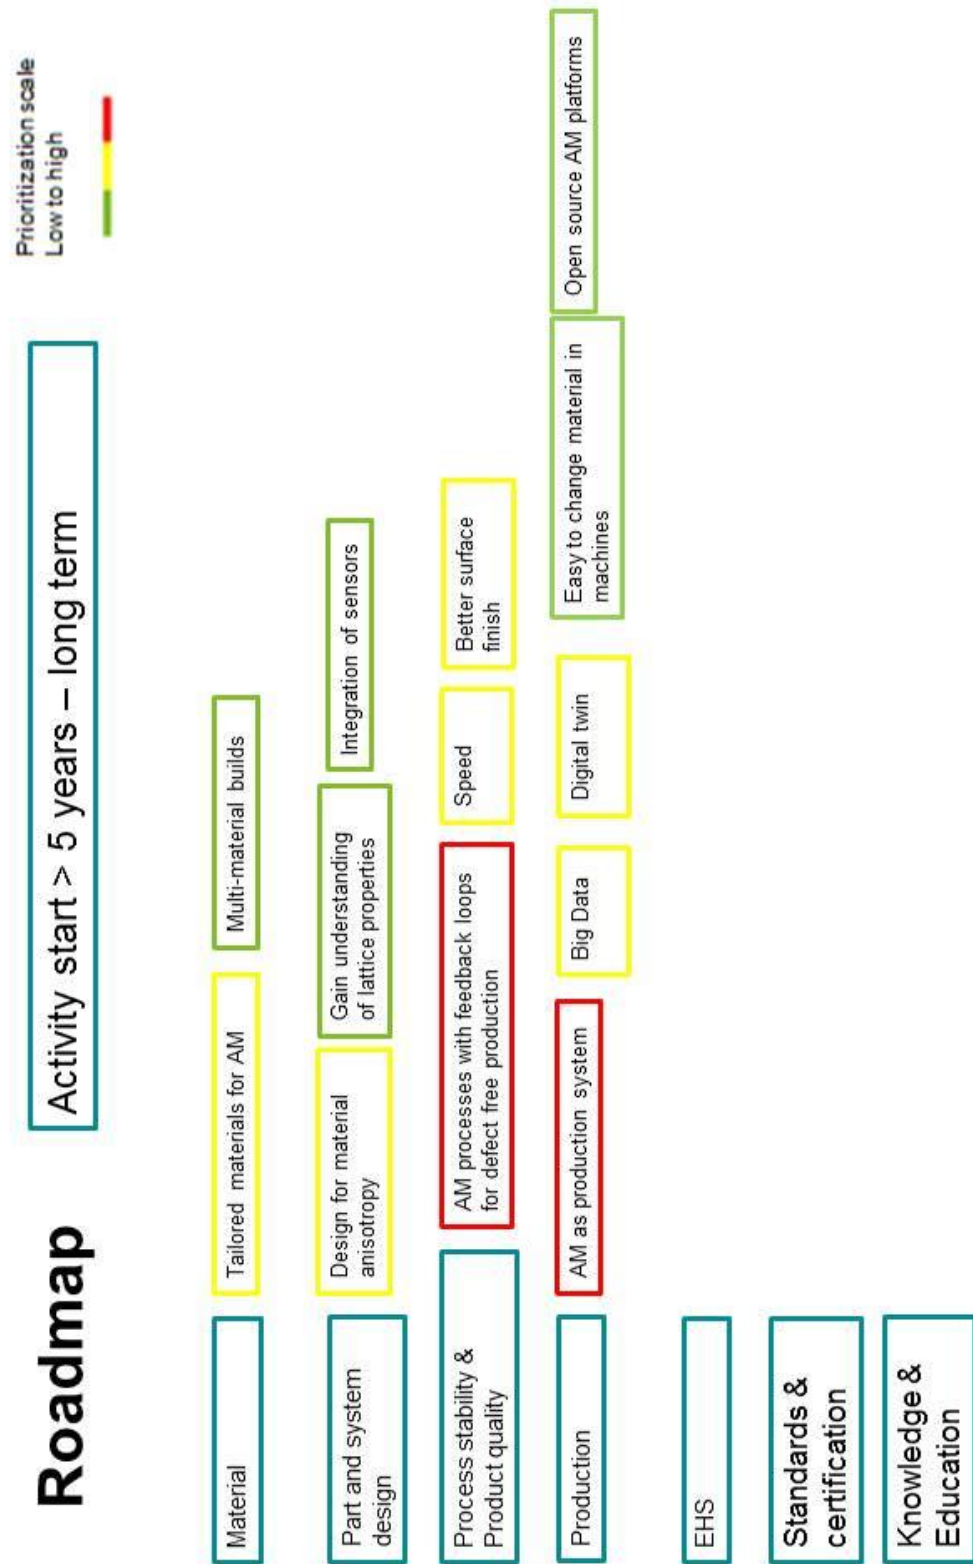 Roadmap
Activity start > 5 years – long term
Prioritization scale
Low to high
Material
Tailored materials for AM
Multi-material builds
Part and system
design
Design for material
anisotropy
Gain understanding
of lattice properties
Integration of sensors
Process stability &
Product quality
AM processes with feedback loops
for defect free production
Speed
Better surface
finish
Production
AM as production system
Big Data
Digital twin
Easy to change material in
machines
Open source AM platforms
EHS
Standards &
certification
Knowledge &
Education